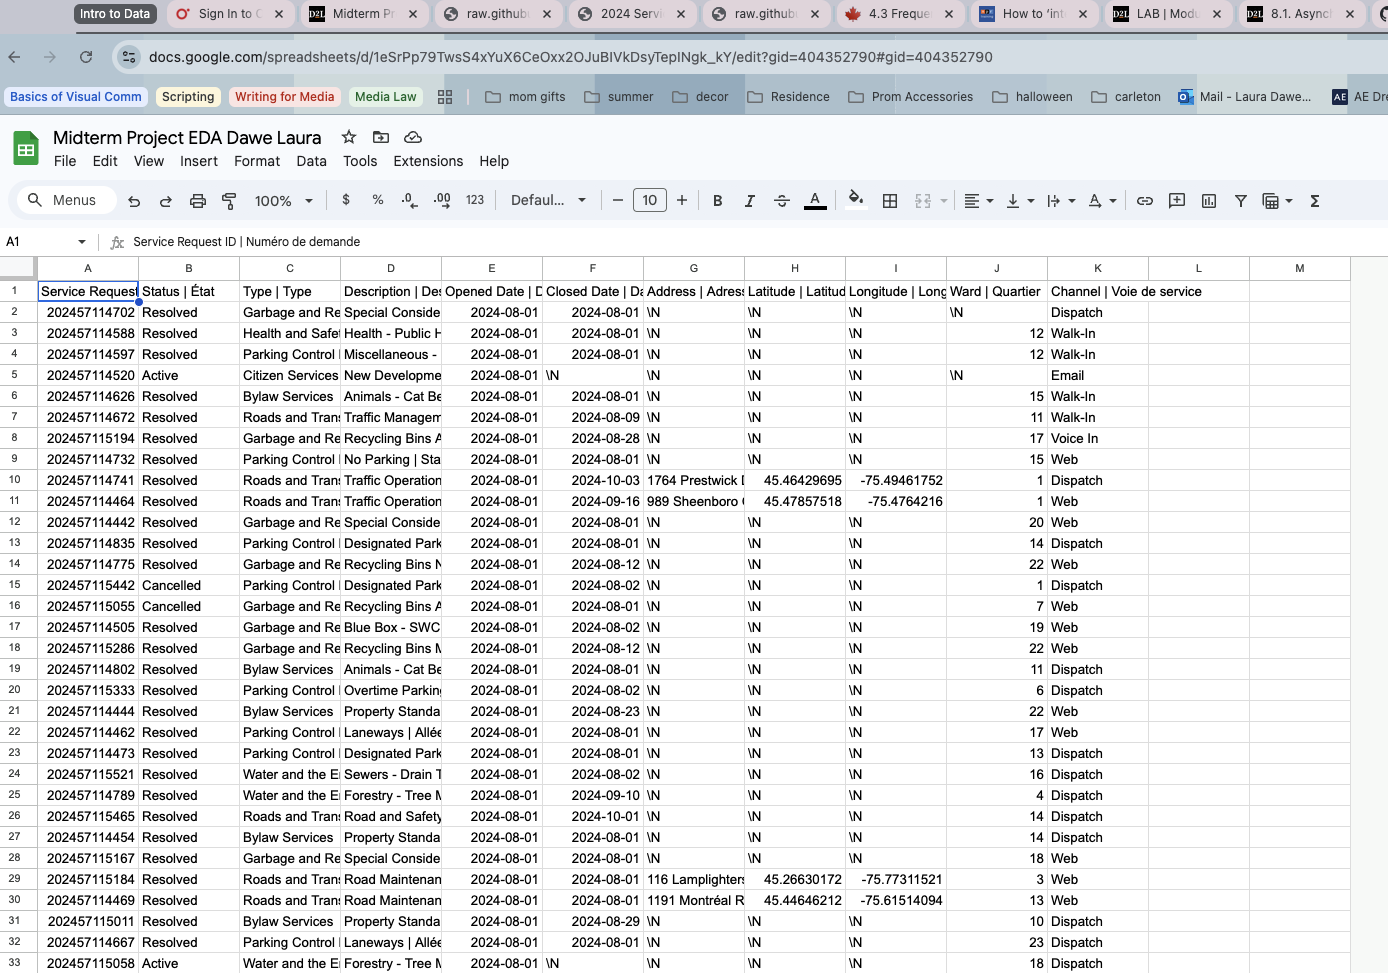 Intro to Data Sign In to C Midterm Pr raw.github 2024 Servi raw.github 4.3 Freque How to 'int LAB | Modu 8.1. Asynch
docs.google.com/spreadsheets/d/1eSrPp79TwsS4xYuX6CeOxx2OJuBIVkDsyTepINgk_kY/edit?gid=404352790#gid=404352790
Basics of Visual Comm Scripting Writing for Media Media Law mom gifts summer decor Residence Prom Accessories halloween carleton Mail - Laura Dawe... AE Dre
Midterm Project EDA Dawe Laura
File Edit View Insert Format Data Tools Extensions Help
Menus 100% $ % .0 .00 123 Defaul... 10 B I S A
A1 fx Service Request ID | Numéro de demande
A B C D E F G H I J K L M
1 Service Request Status | État Type | Type Description | Des Opened Date | D Closed Date | Da Address | Adress Latitude | Latitud Longitude | Long Ward | Quartier Channel | Voie de service
2 202457114702 Resolved Garbage and Re Special Conside 2024-08-01 2024-08-01 \N \N \N \N Dispatch
3 202457114588 Resolved Health and Safe Health - Public H 2024-08-01 2024-08-01 \N \N \N 12 Walk-In
4 202457114597 Resolved Parking Control Miscellaneous - 2024-08-01 2024-08-01 \N \N \N 12 Walk-In
5 202457114520 Active Citizen Services New Developme 2024-08-01 \N \N \N \N \N Email
6 202457114626 Resolved Bylaw Services Animals - Cat Be 2024-08-01 2024-08-01 \N \N \N 15 Walk-In
7 202457114672 Resolved Roads and Tran Traffic Managem 2024-08-01 2024-08-09 \N \N \N 11 Walk-In
8 202457115194 Resolved Garbage and Re Recycling Bins A 2024-08-01 2024-08-28 \N \N \N 17 Voice In
9 202457114732 Resolved Parking Control No Parking | Sta 2024-08-01 2024-08-01 \N \N \N 15 Web
10 202457114741 Resolved Roads and Tran Traffic Operation 2024-08-01 2024-10-03 1764 Prestwick D 45.46429695 -75.49461752 1 Dispatch
11 202457114464 Resolved Roads and Tran Traffic Operation 2024-08-01 2024-09-16 989 Sheenboro 45.47857518 -75.4764216 1 Web
12 202457114442 Resolved Garbage and Re Special Conside 2024-08-01 2024-08-01 \N \N \N 20 Web
13 202457114835 Resolved Parking Control Designated Park 2024-08-01 2024-08-01 \N \N \N 14 Dispatch
14 202457114775 Resolved Garbage and Re Recycling Bins N 2024-08-01 2024-08-12 \N \N \N 22 Web
15 202457115442 Cancelled Parking Control Designated Park 2024-08-01 2024-08-02 \N \N \N 1 Dispatch
16 202457115055 Cancelled Garbage and Re Recycling Bins A 2024-08-01 2024-08-01 \N \N \N 7 Web
17 202457114505 Resolved Garbage and Re Blue Box - SWC 2024-08-01 2024-08-02 \N \N \N 19 Web
18 202457115286 Resolved Garbage and Re Recycling Bins M 2024-08-01 2024-08-12 \N \N \N 22 Web
19 202457114802 Resolved Bylaw Services Animals - Cat Be 2024-08-01 2024-08-01 \N \N \N 11 Dispatch
20 202457115333 Resolved Parking Control Overtime Parking 2024-08-01 2024-08-02 \N \N \N 6 Dispatch
21 202457114444 Resolved Bylaw Services Property Standa 2024-08-01 2024-08-23 \N \N \N 22 Web
22 202457114462 Resolved Parking Control Laneways | Allée 2024-08-01 2024-08-01 \N \N \N 17 Web
23 202457114473 Resolved Parking Control Designated Park 2024-08-01 2024-08-01 \N \N \N 13 Dispatch
24 202457115521 Resolved Water and the E Sewers - Drain T 2024-08-01 2024-08-02 \N \N \N 16 Dispatch
25 202457114789 Resolved Water and the E Forestry - Tree M 2024-08-01 2024-09-10 \N \N \N 4 Dispatch
26 202457115465 Resolved Roads and Tran Road and Safety 2024-08-01 2024-10-01 \N \N \N 14 Dispatch
27 202457114454 Resolved Bylaw Services Property Standa 2024-08-01 2024-08-01 \N \N \N 14 Dispatch
28 202457115167 Resolved Garbage and Re Special Conside 2024-08-01 2024-08-01 \N \N \N 18 Web
29 202457115184 Resolved Roads and Tran Road Maintenan 2024-08-01 2024-08-01 116 Lamplighters 45.26630172 -75.77311521 3 Web
30 202457114469 Resolved Roads and Tran Road Maintenan 2024-08-01 2024-08-01 1191 Montréal R 45.44646212 -75.61514094 13 Web
31 202457115011 Resolved Bylaw Services Property Standa 2024-08-01 2024-08-29 \N \N \N 10 Dispatch
32 202457114667 Resolved Parking Control Laneways | Allée 2024-08-01 2024-08-01 \N \N \N 23 Dispatch
33 202457115058 Active Water and the E Forestry - Tree M 2024-08-01 \N \N \N \N 18 Dispatch